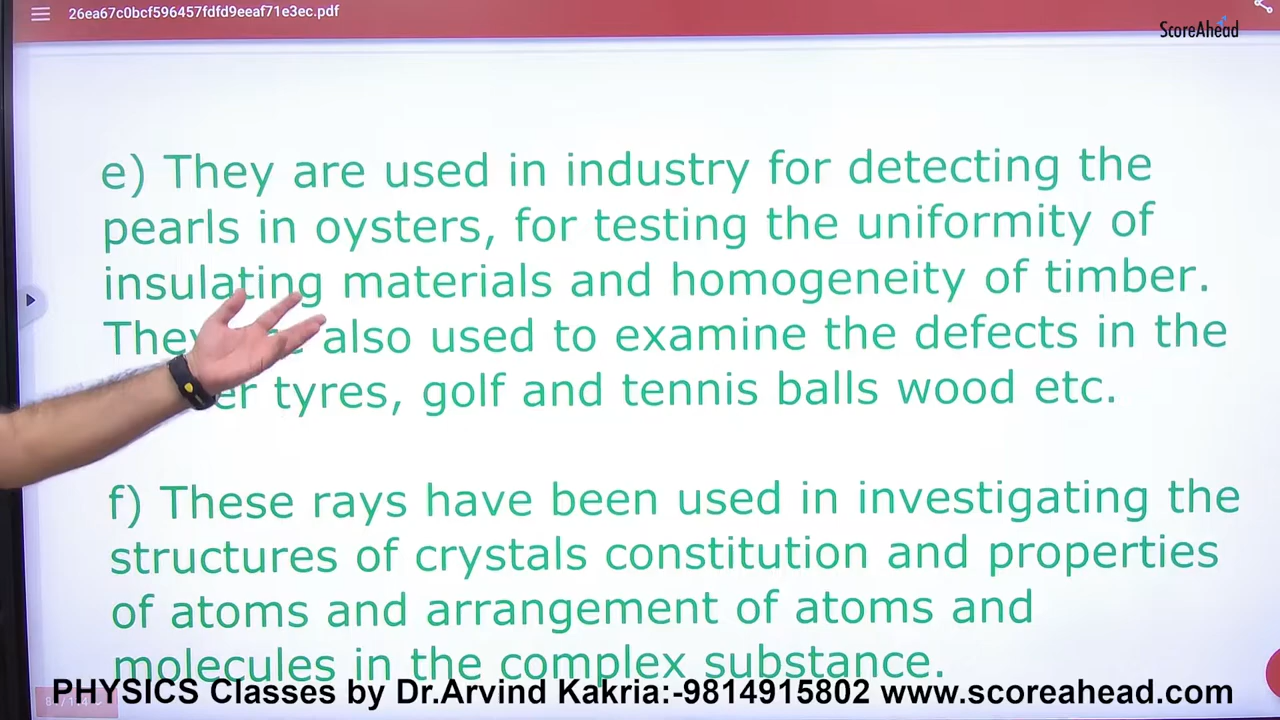 26ea67c0bcf596457fdfd9eeaf71e3ec.pdf
ScoreAhead
e) They are used in industry for detecting the
pearls in oysters, for testing the uniformity of
insulating materials and homogeneity of timber.
They also used to examine the defects in the
tyres, golf and tennis balls wood etc.
f) These rays have been used in investigating the
structures of crystals constitution and properties
of atoms and arrangement of atoms and
molecules in the complex substance.
PHYSICS Classes by Dr.Arvind Kakria:-9814915802 www.scoreahead.com